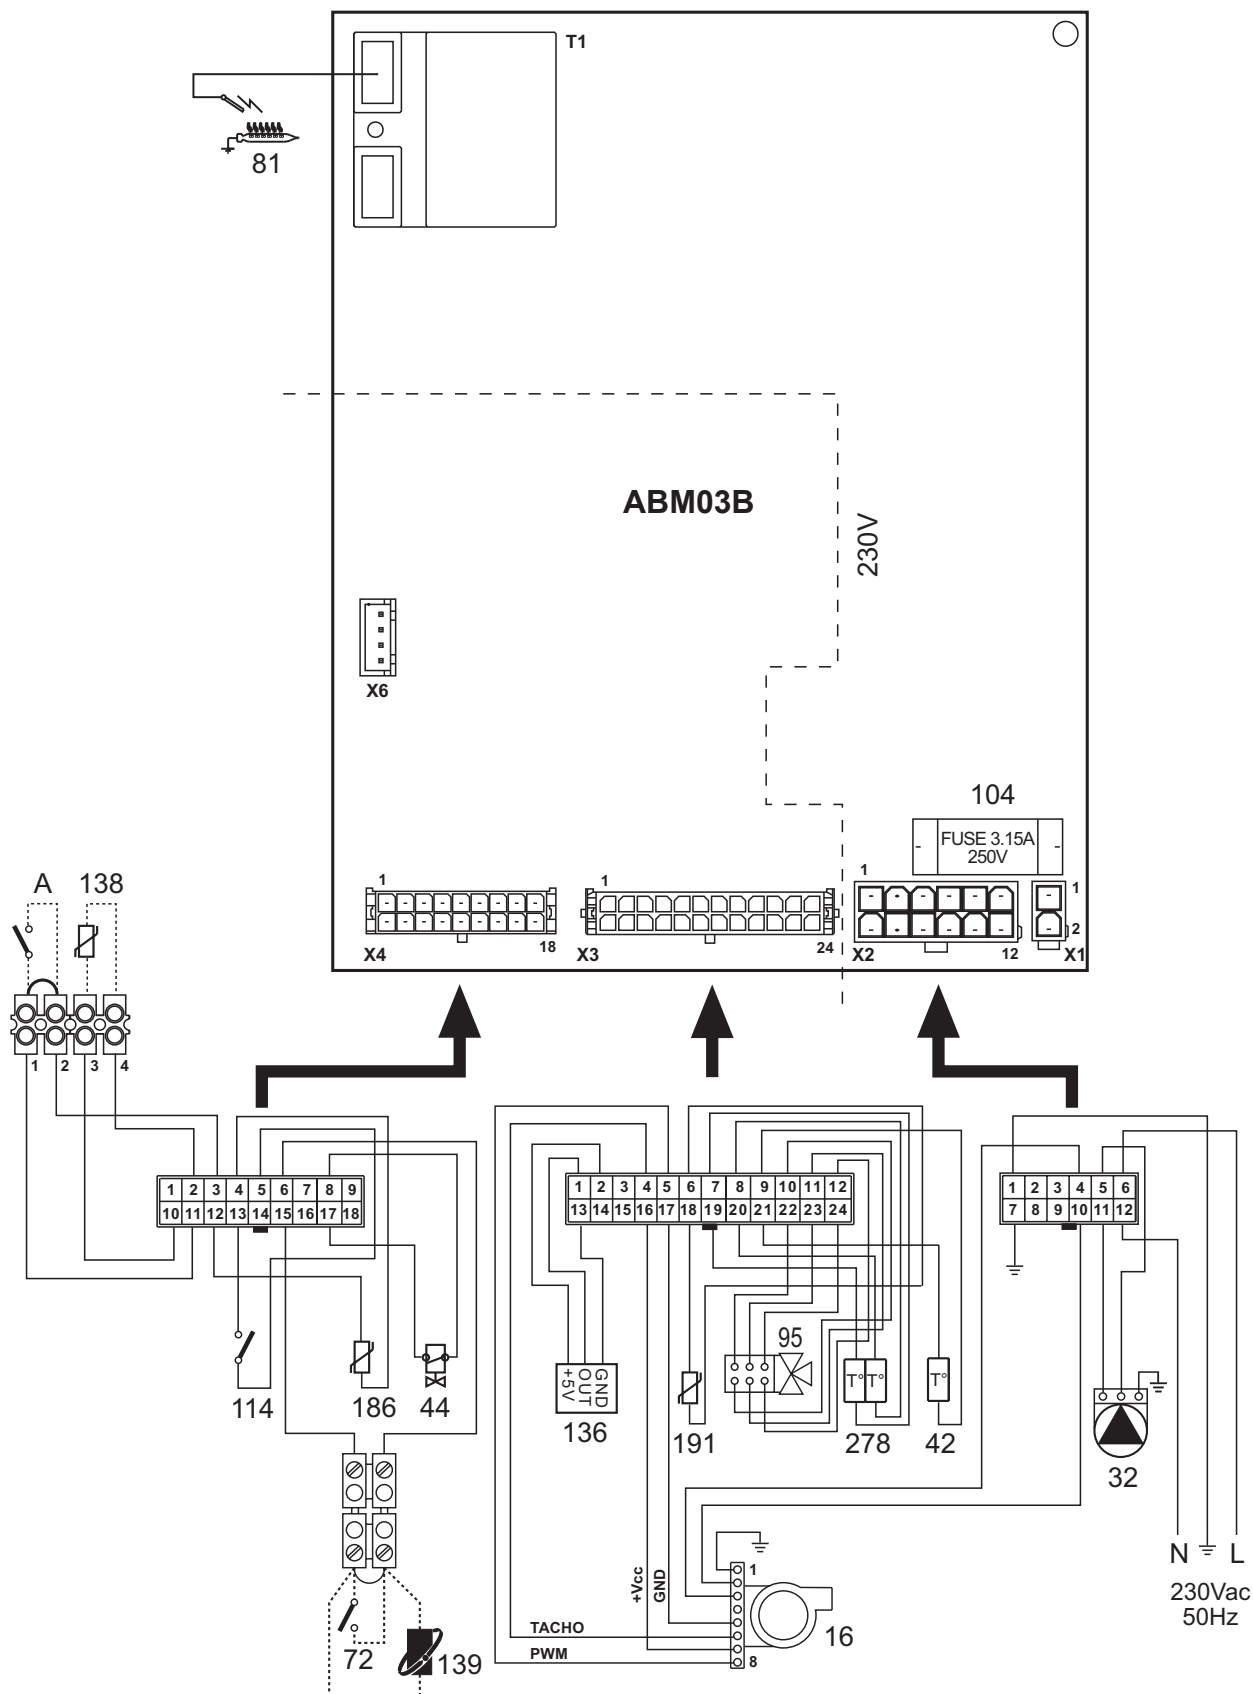 T1
81
ABM03B
230V
X6
104
FUSE 3.15A
250V
1
18
X4
1
24
X3
1
12
X2
1
2
X1
A
138
1 2 3 4
1 2 3 4 5 6 7 8 9
10 11 12 13 14 15 16 17 18
1 2 3 4 5 6 7 8 9 10 11 12
13 14 15 16 17 18 19 20 21 22 23 24
1 2 3 4 5 6
7 8 9 10 11 12
114
186
44
+5V
OUT
GND
136
191
95
T° T°
278
T°
42
32
N L
230Vac
50Hz
+Vcc
GND
TACHO
PWM
1
8
16
72
139